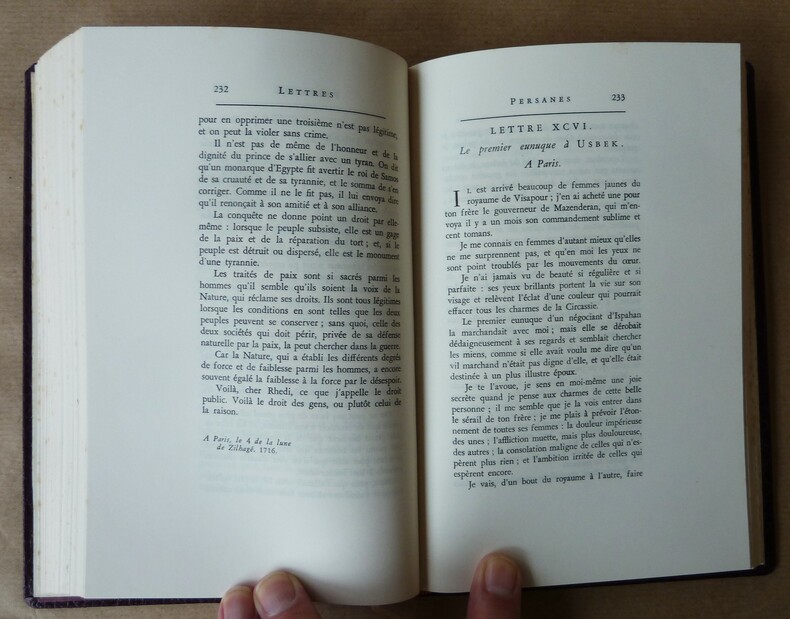 232 LETTRES
pour en opprimer une troisième n'est pas légitime,
et on peut la violer sans crime.
Il n'est pas de même de l'honneur et de la
dignité du prince de s'allier avec un tyran. On dit
qu'un monarque d'Egypte fit avertir le roi de Samos
de sa cruauté et de sa tyrannie, et le somma de s'en
corriger. Comme il ne le fit pas, il lui envoya dire
qu'il renonçait à son amitié et à son alliance.
La conquête ne donne point un droit par elle-
même : lorsque le peuple subsiste, elle est un gage
de la paix et de la réparation du tort ; et, si le
peuple est détruit ou dispersé, elle est le monument
d'une tyrannie.
Les traités de paix sont si sacrés parmi les
hommes qu'il semble qu'ils soient la voix de la
Nature, qui réclame ses droits. Ils sont tous légitimes
lorsque les conditions en sont telles que les deux
peuples peuvent se conserver ; sans quoi, celle des
deux sociétés qui doit périr, privée de sa défense
naturelle par la paix, la peut chercher dans la guerre.
Car la Nature, qui a établi les différents degrés
de force et de faiblesse parmi les hommes, a encore
souvent égalé la faiblesse à la force par le désespoir.
Voilà, cher Rhedi, ce que j'appelle le droit
public. Voilà le droit des gens, ou plutôt celui de
la raison.
A Paris, le 4 de la lune
de Zilhagé, 1716.
PERSANES 233
LETTRE XCVI.
Le premier eunuque à USBEK.
A Paris.
IL est arrivé beaucoup de femmes jaunes du
royaume de Visapour ; j'en ai acheté une pour
ton frère le gouverneur de Mazenderan, qui m'en-
voya il y a un mois son commandement sublime et
cent tomans.
Je me connais en femmes d'autant mieux qu'elles
ne me surprennent pas, et qu'en moi les yeux ne
sont point troublés par les mouvements du cœur.
Je n'ai jamais vu de beauté si régulière et si
parfaite : ses yeux brillants portent la vie sur son
visage et relèvent l'éclat d'une couleur qui pourrait
effacer tous les charmes de la Circassie.
Le premier eunuque d'un négociant d'Ispahan
la marchandait avec moi ; mais elle se dérobait
dédaigneusement à ses regards et semblait chercher
les miens, comme si elle avait voulu me dire qu'un
vil marchand n'était pas digne d'elle, et qu'elle était
destinée à un plus illustre époux.
Je te l'avoue, je sens en moi-même une joie
secrète quand je pense aux charmes de cette belle
personne ; il me semble que je la vois entrer dans
le sérail de ton frère ; je me plais à prévoir l'éton-
nement de toutes ses femmes : la douleur impérieuse
des unes ; l'affliction muette, mais plus douloureuse,
des autres ; la consolation maligne de celles qui n'es-
pèrent plus rien ; et l'ambition irritée de celles qui
espèrent encore.
Je vais, d'un bout du royaume à l'autre, faire